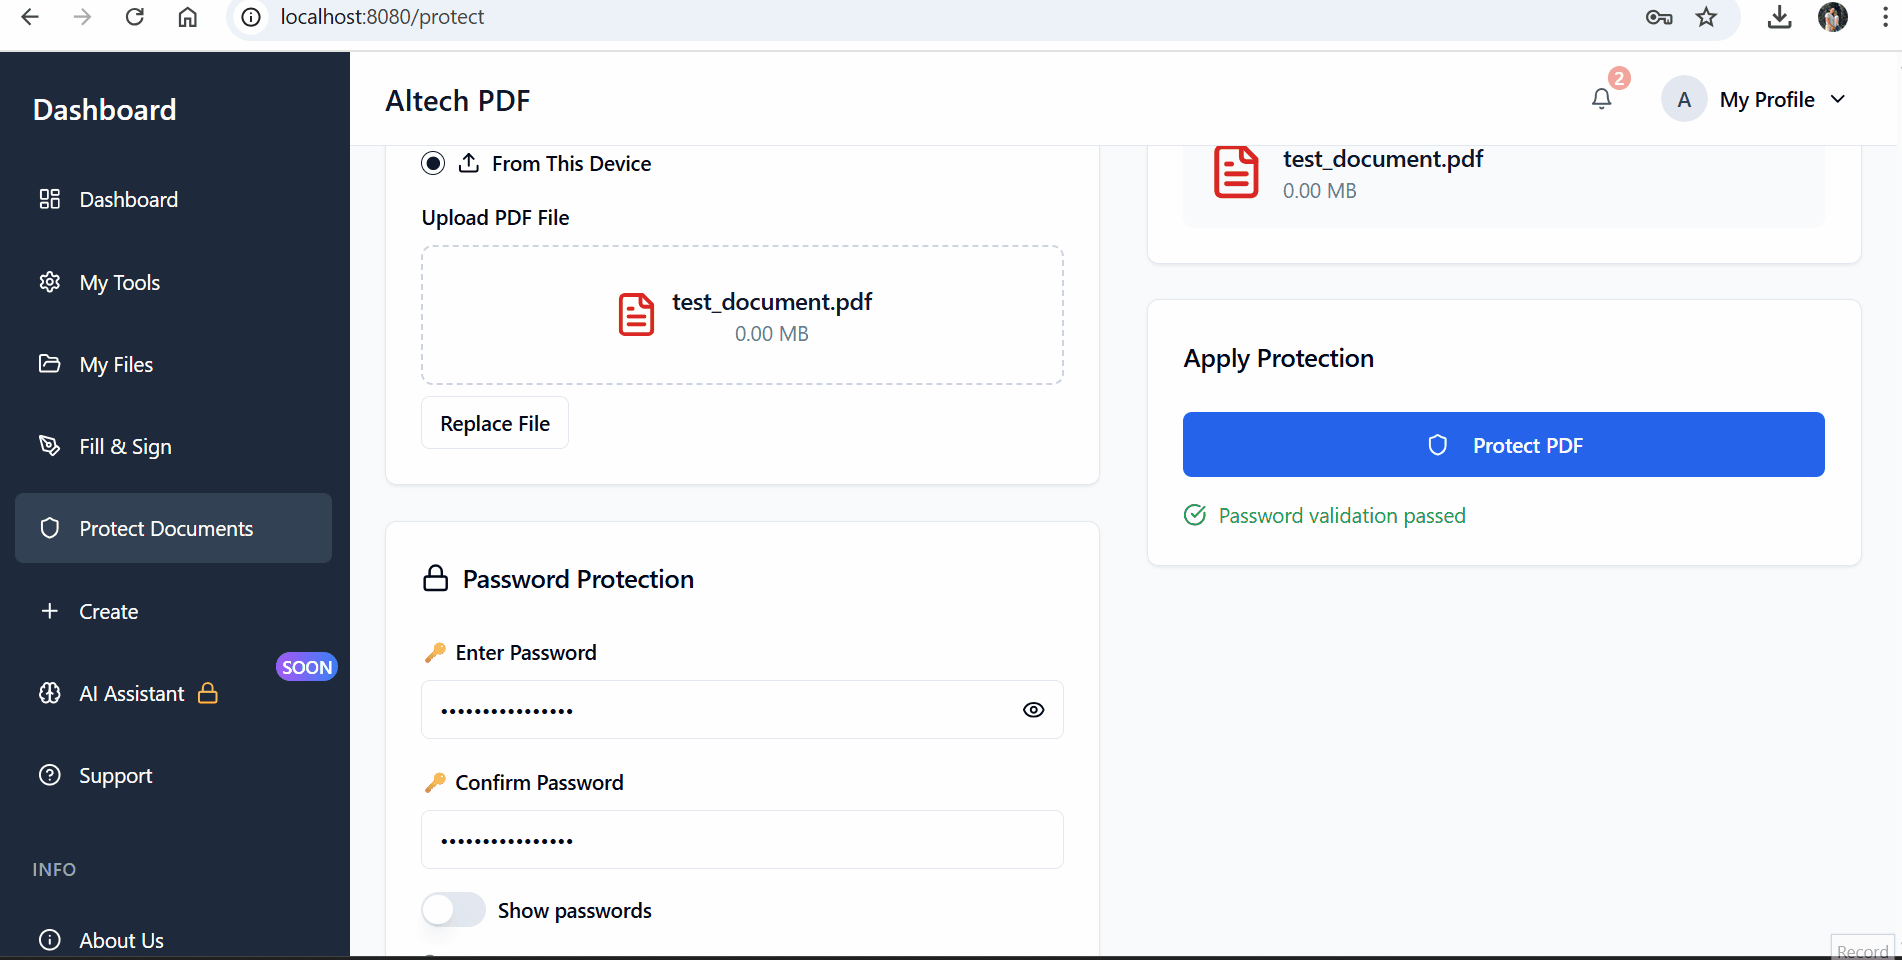 localhost:8080/protect
Dashboard
Dashboard
My Tools
My Files
Fill & Sign
Protect Documents
Create
SOON
AI Assistant
Support
INFO
About Us
Altech PDF
2
A
My Profile
From This Device
Upload PDF File
test_document.pdf
0.00 MB
Replace File
Password Protection
Enter Password
••••••••••••••••
Confirm Password
••••••••••••••••
Show passwords
test_document.pdf
0.00 MB
Apply Protection
Protect PDF
Password validation passed
Record